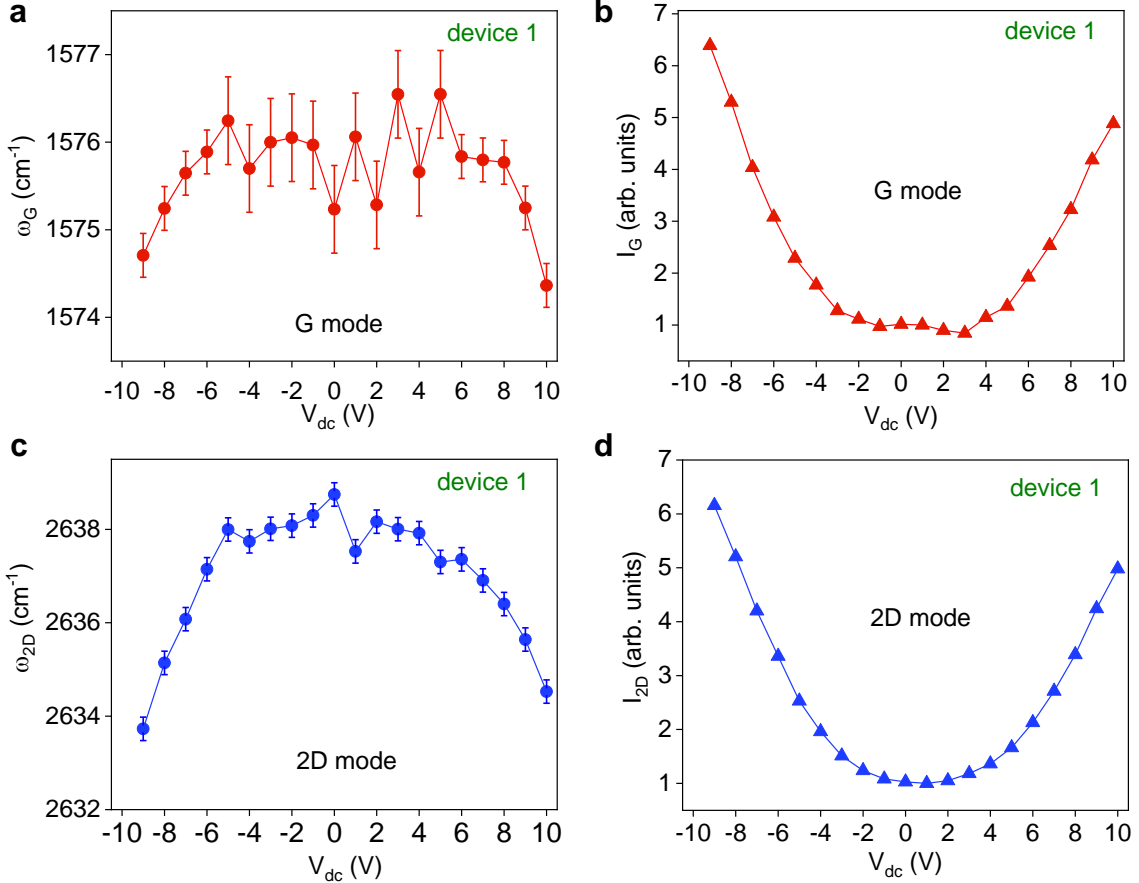 a
device 1
1577
1576
1575
1574
ω_G (cm⁻¹)
G mode
-10 -8 -6 -4 -2 0 2 4 6 8 10
V_dc (V)
b
device 1
7
6
5
4
3
2
1
I_G (arb. units)
G mode
-10 -8 -6 -4 -2 0 2 4 6 8 10
V_dc (V)
c
device 1
2638
2636
2634
2632
ω_2D (cm⁻¹)
2D mode
-10 -8 -6 -4 -2 0 2 4 6 8 10
V_dc (V)
d
device 1
7
6
5
4
3
2
1
I_2D (arb. units)
2D mode
-10 -8 -6 -4 -2 0 2 4 6 8 10
V_dc (V)